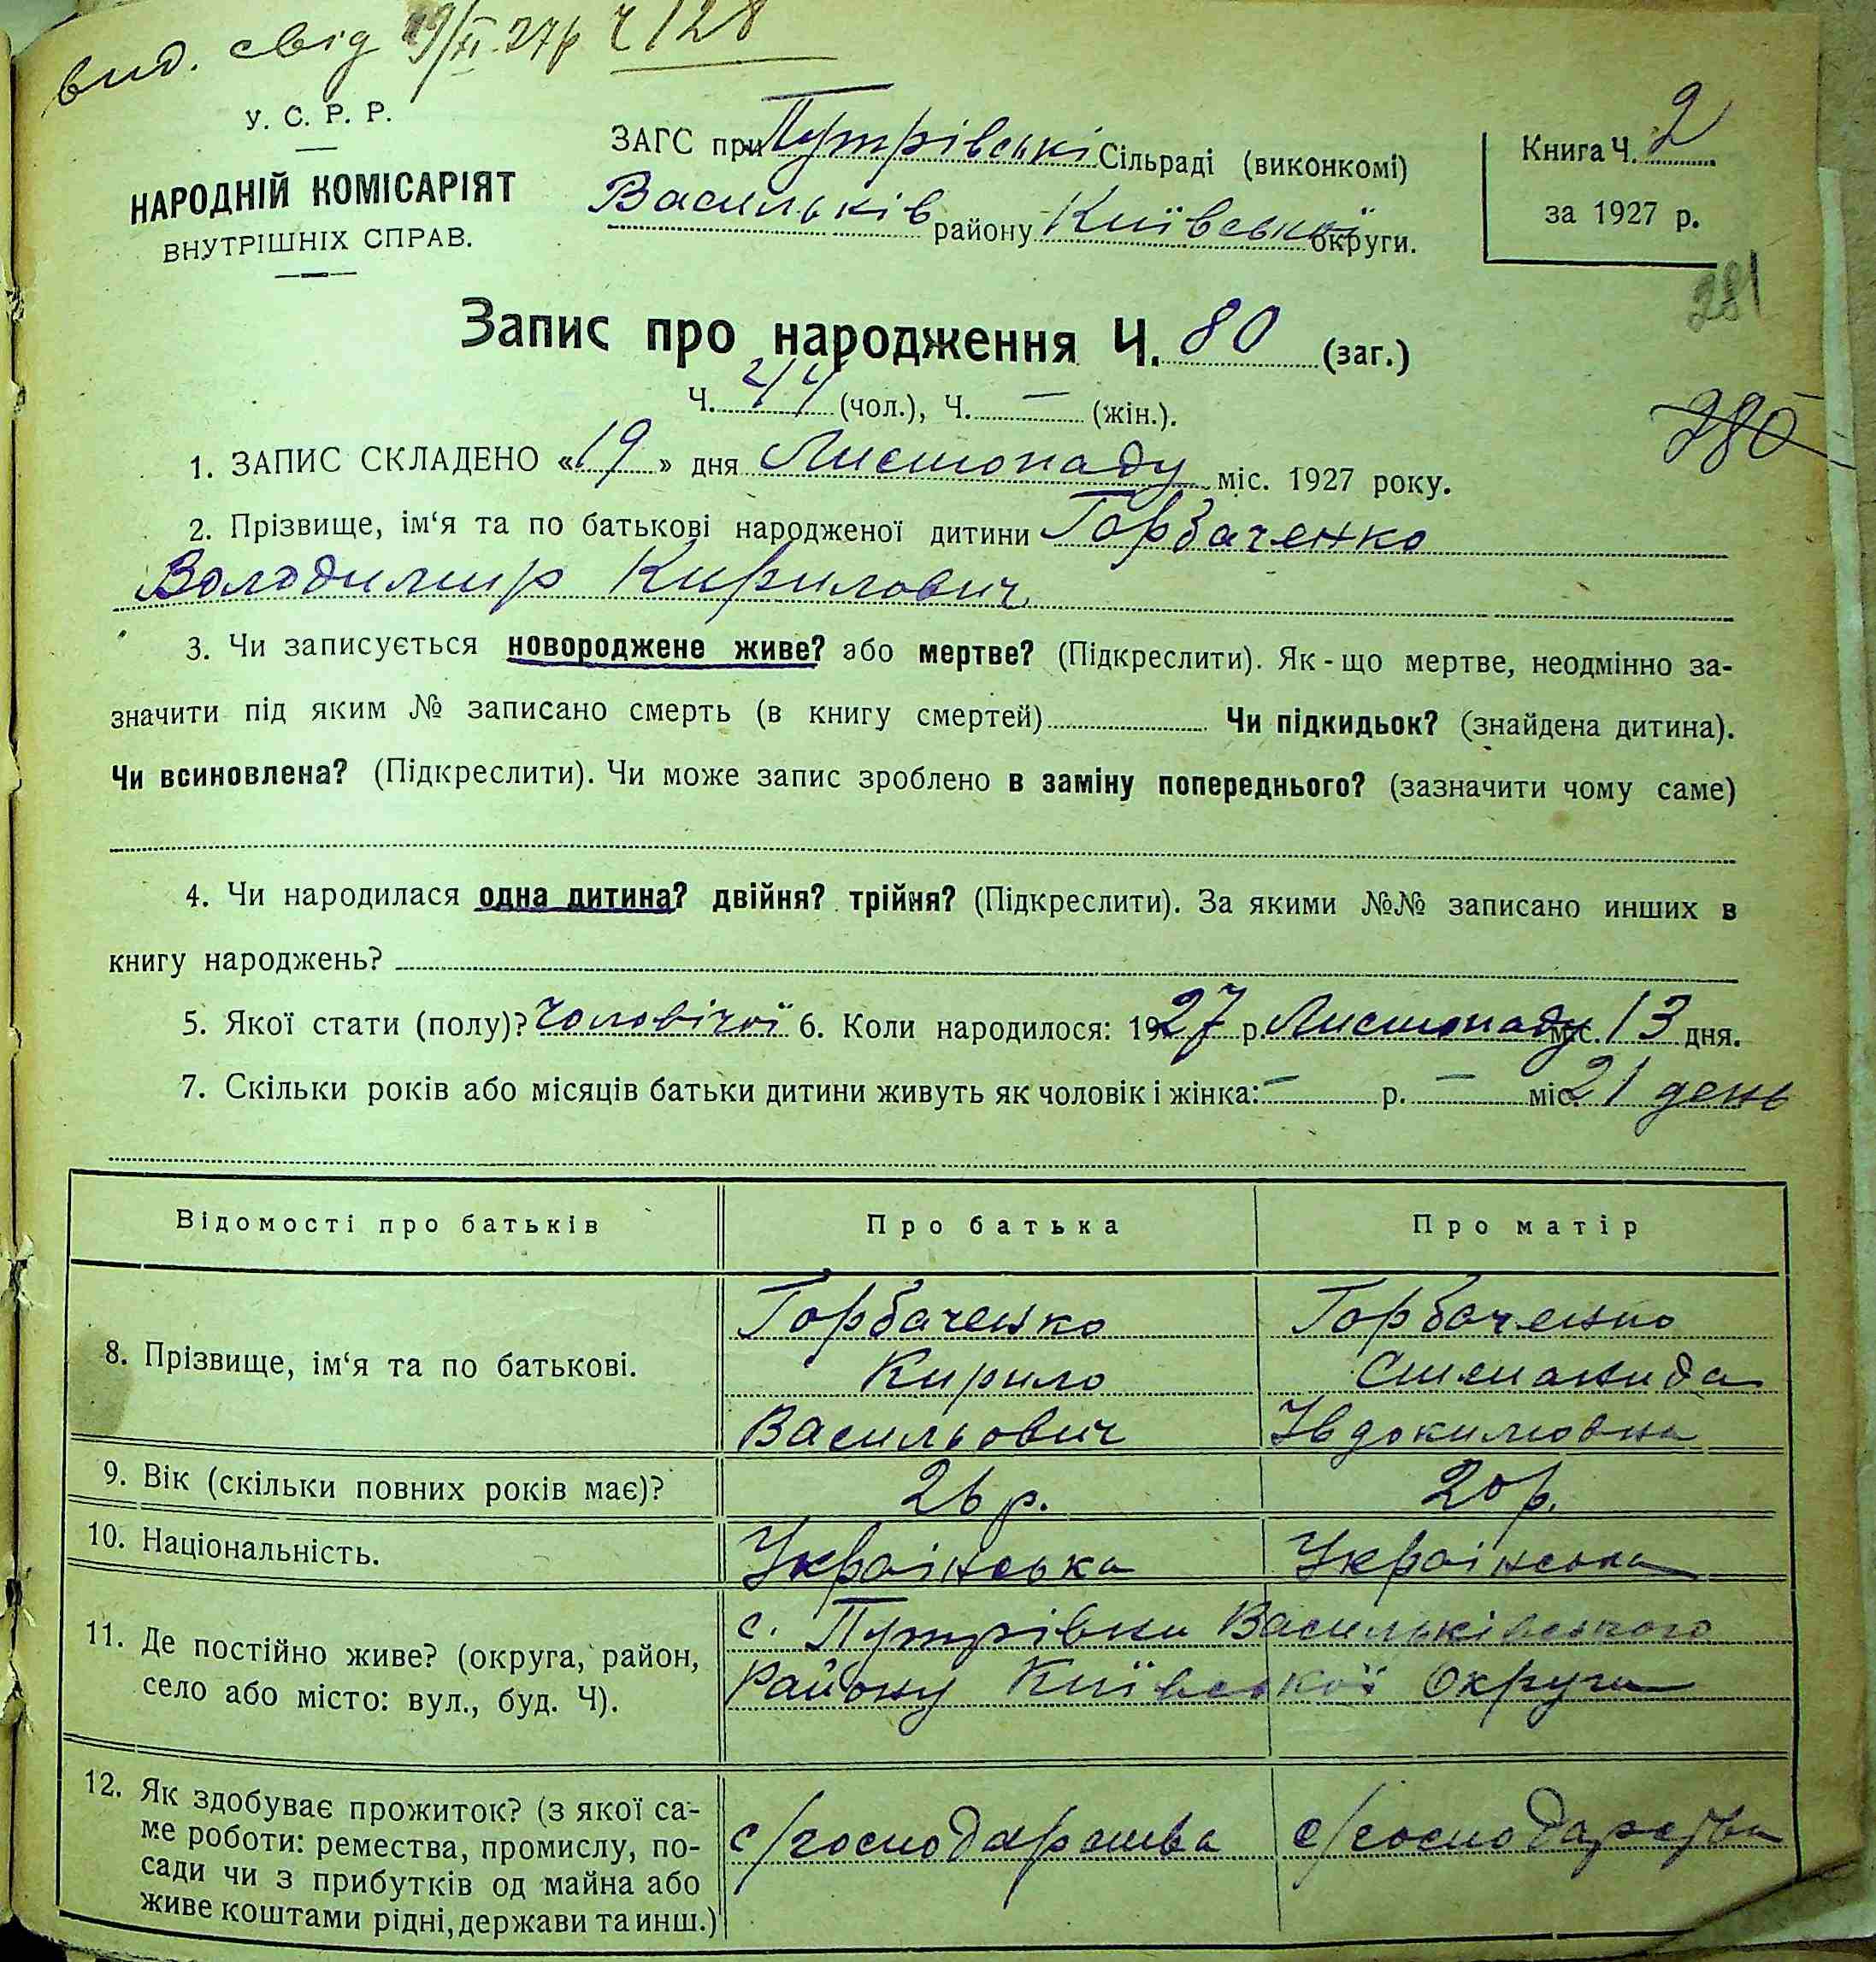 вид. свід 19/XI 27р Ч 128
У. С. Р. Р.
НАРОДНІЙ КОМІСАРІЯТ
ВНУТРІШНІХ СПРАВ.
ЗАГС при Путрівські Сільраді (виконкомі)
Васильків району Київської округи.
Книга Ч. 2
за 1927 р.
281
280
Запис про народження Ч. 80 (заг.)
Ч. 44 (чол.), Ч. — (жін.).
1. ЗАПИС СКЛАДЕНО «19» дня Листопаду міс. 1927 року.
2. Прізвище, ім‘я та по батькові народженої дитини Горбаченко
Володимир Кирилович
3. Чи записується новороджене живе? або мертве? (Підкреслити). Як-що мертве, неодмінно за-
значити під яким № записано смерть (в книгу смертей) Чи підкидьок? (знайдена дитина).
Чи всиновлена? (Підкреслити). Чи може запис зроблено в заміну попереднього? (зазначити чому саме)
4. Чи народилася одна дитина? двійня? трійня? (Підкреслити). За якими №№ записано инших в
книгу народжень?
5. Якої стати (полу)? Чоловічої 6. Коли народилося: 1927 р. Листопаду міс. 13 дня.
7. Скільки років або місяців батьки дитини живуть як чоловік і жінка: — р. — міс. 21 день
Відомості про батьків Про батька Про матір
8. Прізвище, ім‘я та по батькові.
Горбаченко
Кирило
Васильович
Горбаченко
Євдокимовна
9. Вік (скільки повних років має)? 26 р. 20 р.
10. Національність. Украінська Украінська
11. Де постійно живе? (округа, район,
село або місто: вул., буд. Ч).
с. Путрівки Васильківського
Району Київської Округи
12. Як здобуває прожиток? (з якої са-
ме роботи: ремества, промислу, по-
сади чи з прибутків од майна або
живе коштами рідні, держави та инш.)
с/господарства с/господарства